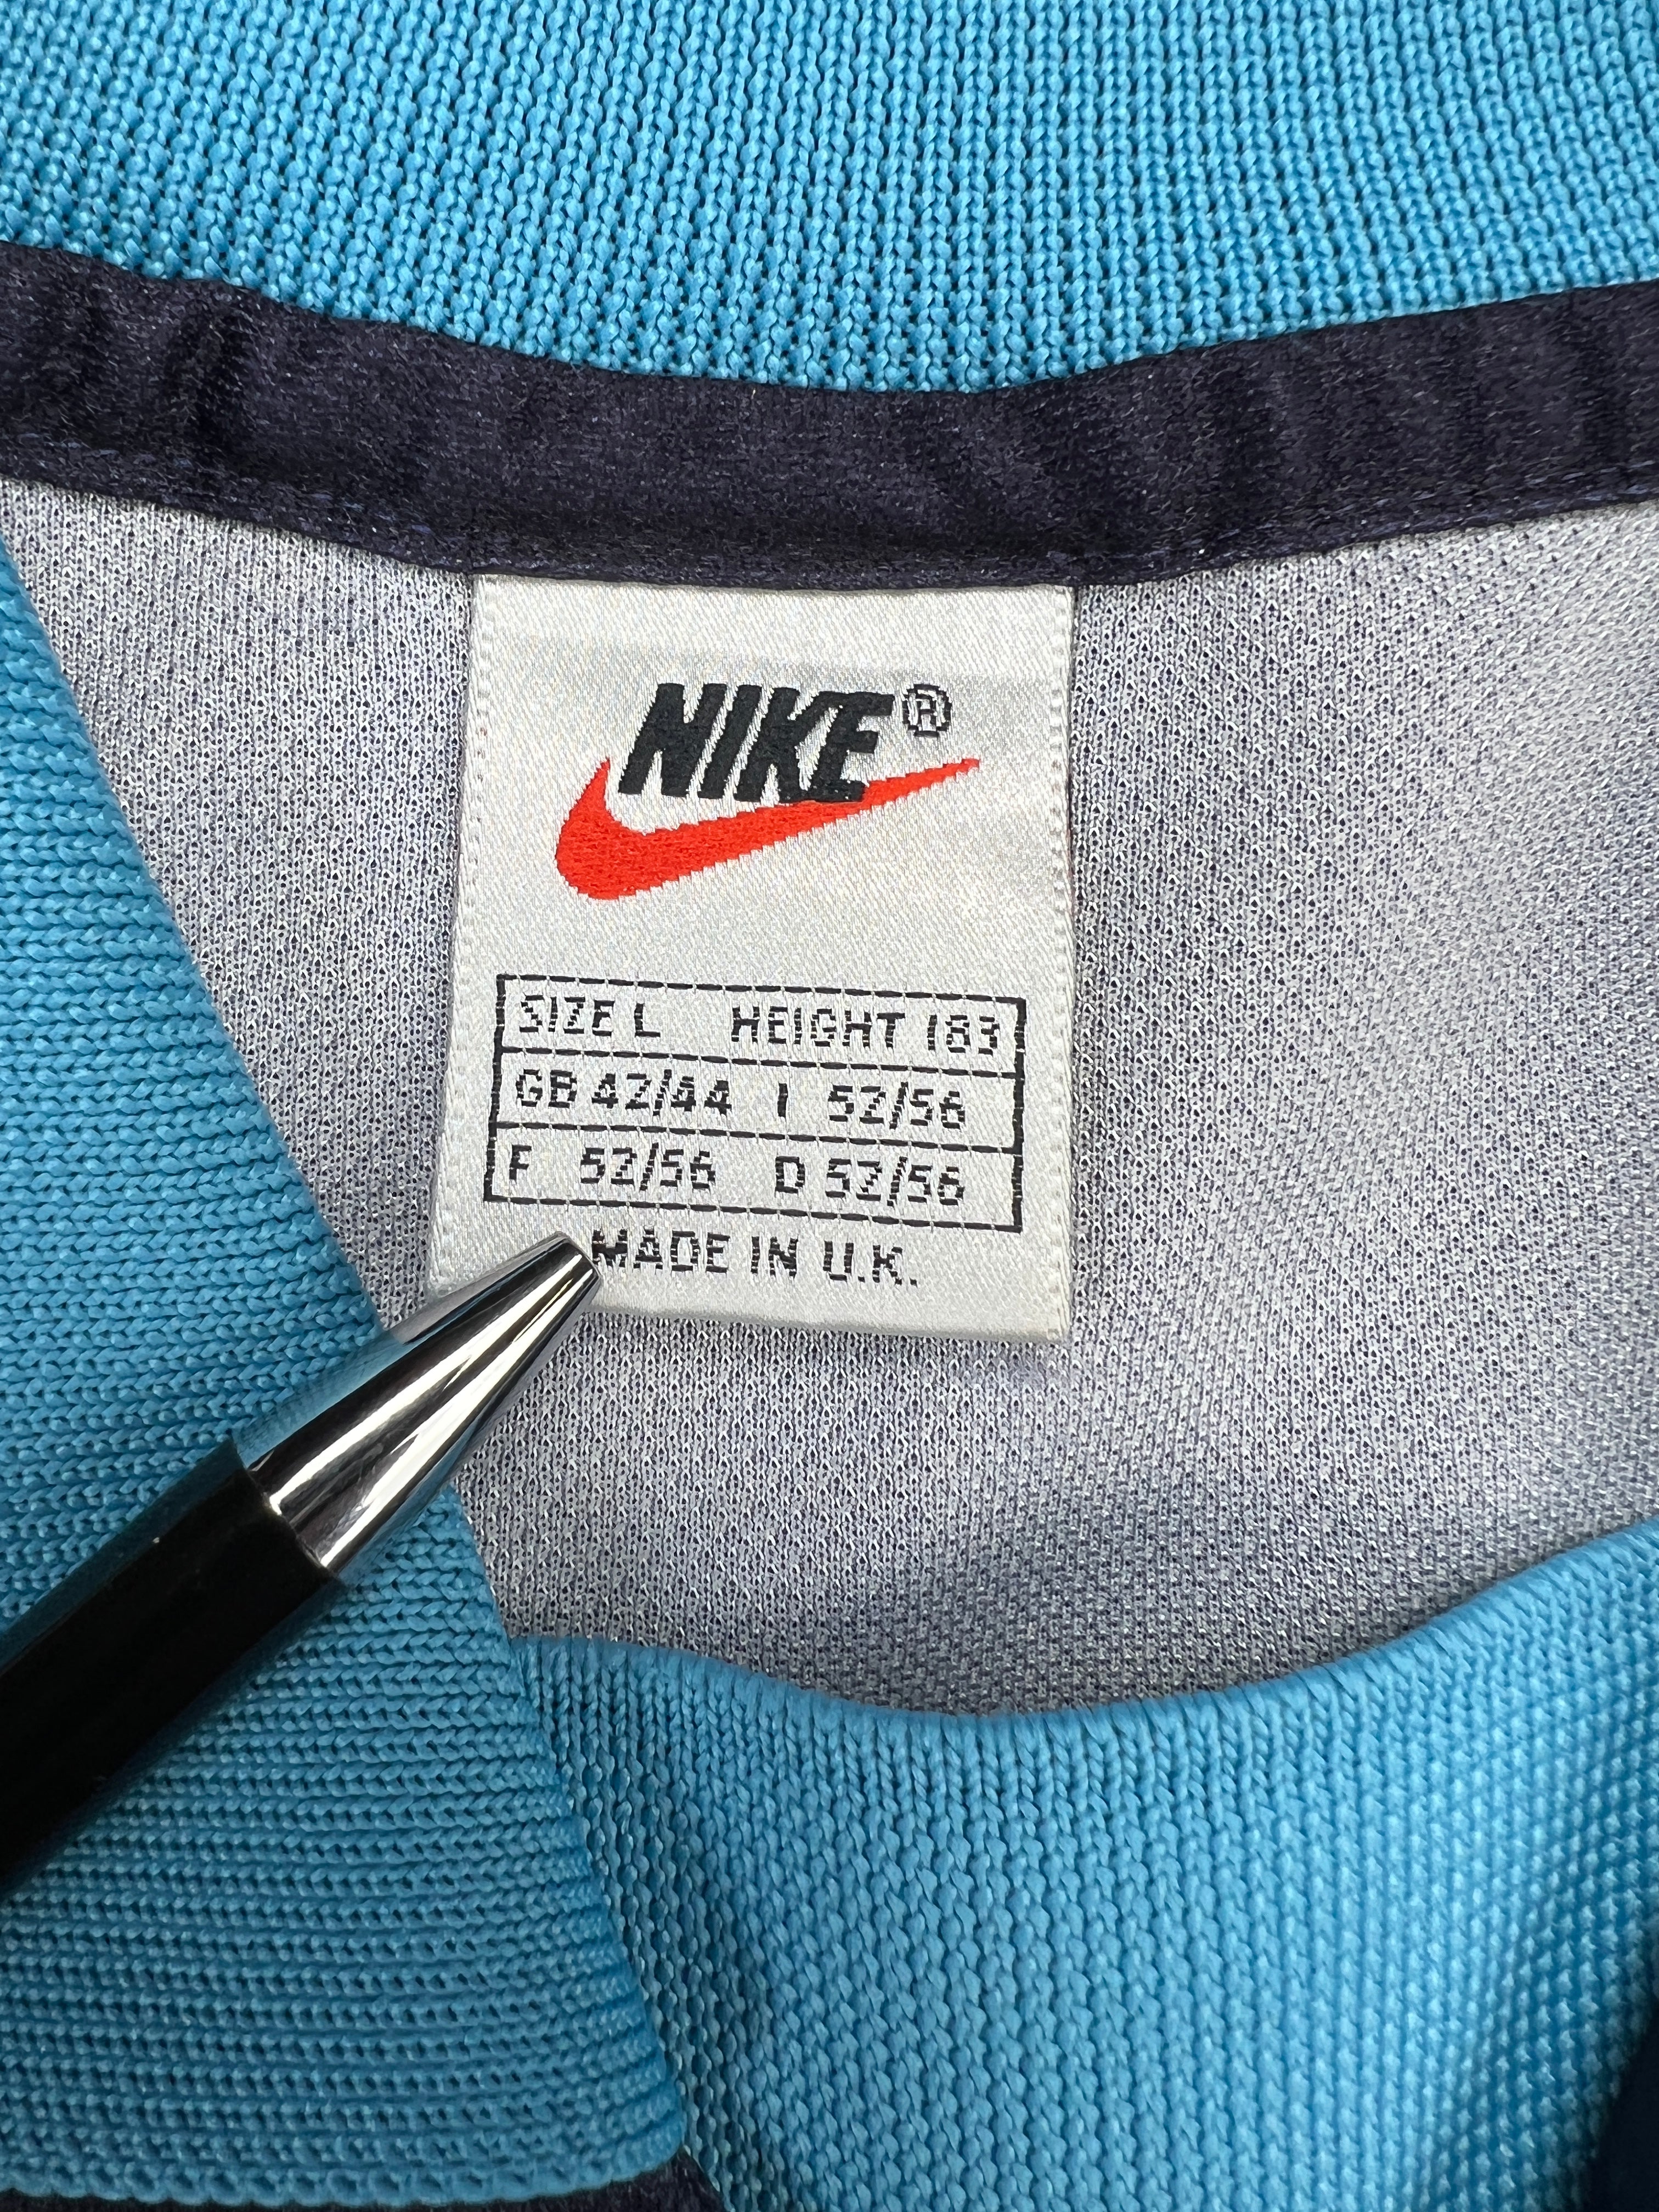 NIKE®
SIZE L HEIGHT 183
GB 42/44 I 52/56
F 52/56 D 52/56
MADE IN U.K.